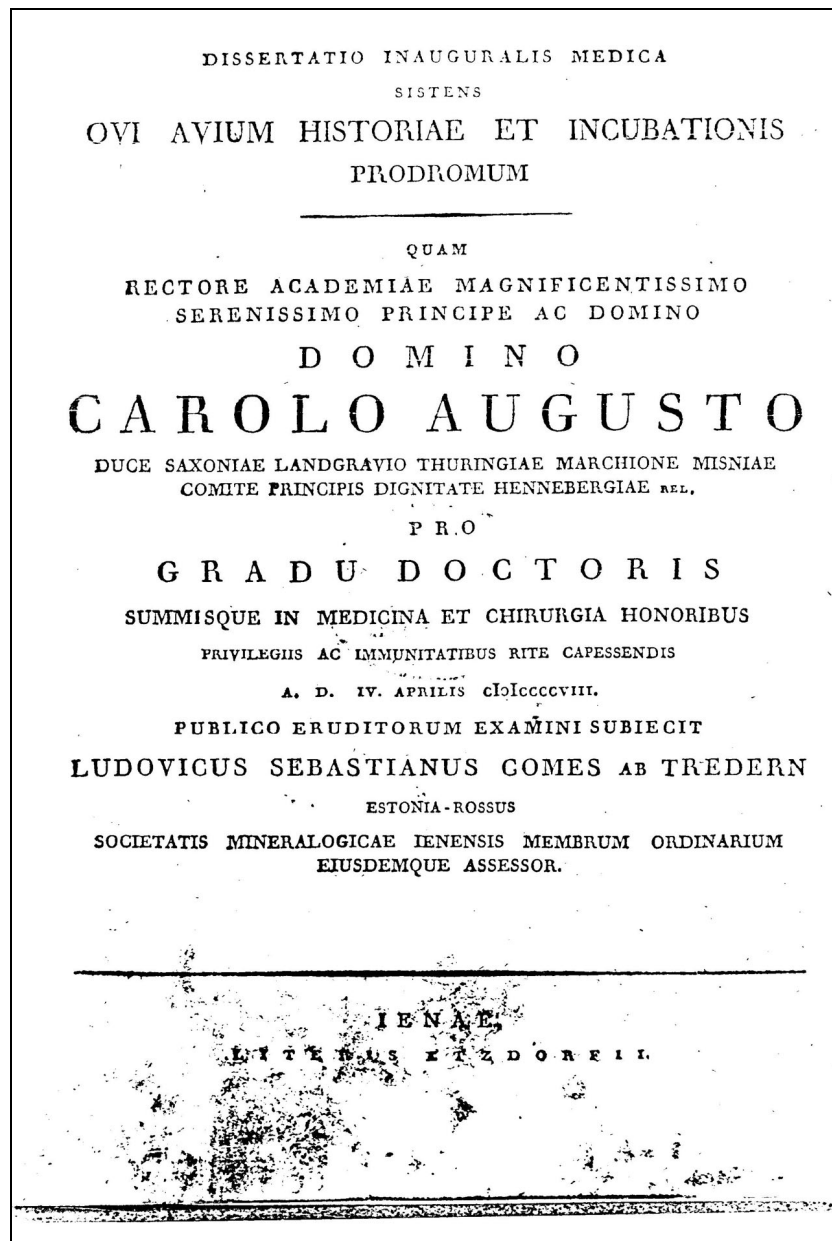 DISSERTATIO INAUGURALIS MEDICA
SISTENS
OVI AVIUM HISTORIAE ET INCUBATIONIS
PRODROMUM
QUAM
RECTORE ACADEMIAE MAGNIFICENTISSIMO
SERENISSIMO PRINCIPE AC DOMINO
DOMINO
CAROLO AUGUSTO
DUCE SAXONIAE LANDGRAVIO THURINGIAE MARCHIONE MISNIAE
COMITE PRINCIPIS DIGNITATE HENNEBERGIAE REL.
PRO
GRADU DOCTORIS
SUMMISQUE IN MEDICINA ET CHIRURGIA HONORIBUS
PRIVILEGIIS AC IMMUNITATIBUS RITE CAPESSENDIS
A. D. IV. APRILIS cIɔIccccVIII.
PUBLICO ERUDITORUM EXAMINI SUBIECIT
LUDOVICUS SEBASTIANUS COMES AB TREDERN
ESTONIA-ROSSUS
SOCIETATIS MINERALOGICAE IENENSIS MEMBRUM ORDINARIUM
EIUSDEMQUE ASSESSOR.
IENAE,
LITERIS ETZDORFII.